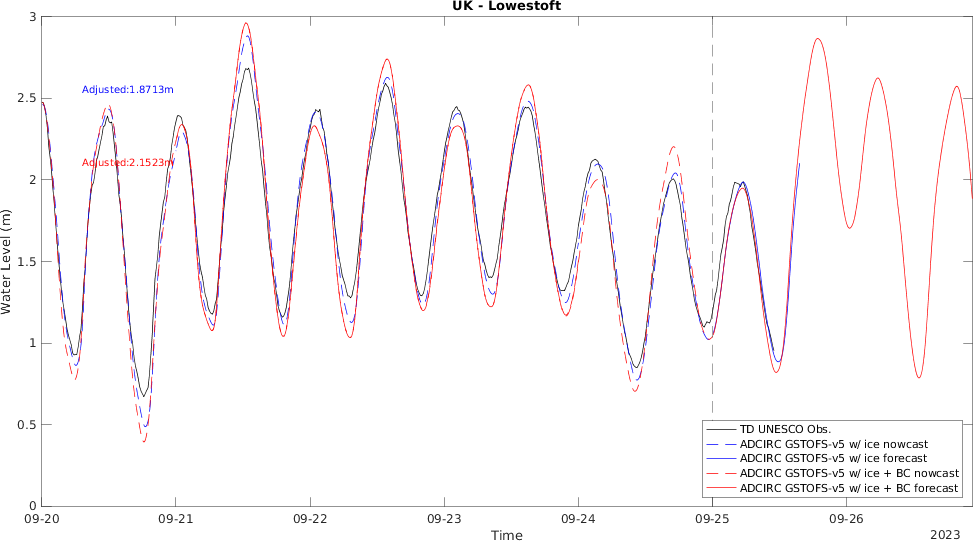 UK - Lowestoft
3
2.5
2
1.5
1
0.5
0
Water Level (m)
Adjusted:1.8713m
Adjusted:2.1523m
TD UNESCO Obs.
ADCIRC GSTOFS-v5 w/ ice nowcast
ADCIRC GSTOFS-v5 w/ ice forecast
ADCIRC GSTOFS-v5 w/ ice + BC nowcast
ADCIRC GSTOFS-v5 w/ ice + BC forecast
09-20 09-21 09-22 09-23 09-24 09-25 09-26
Time
2023